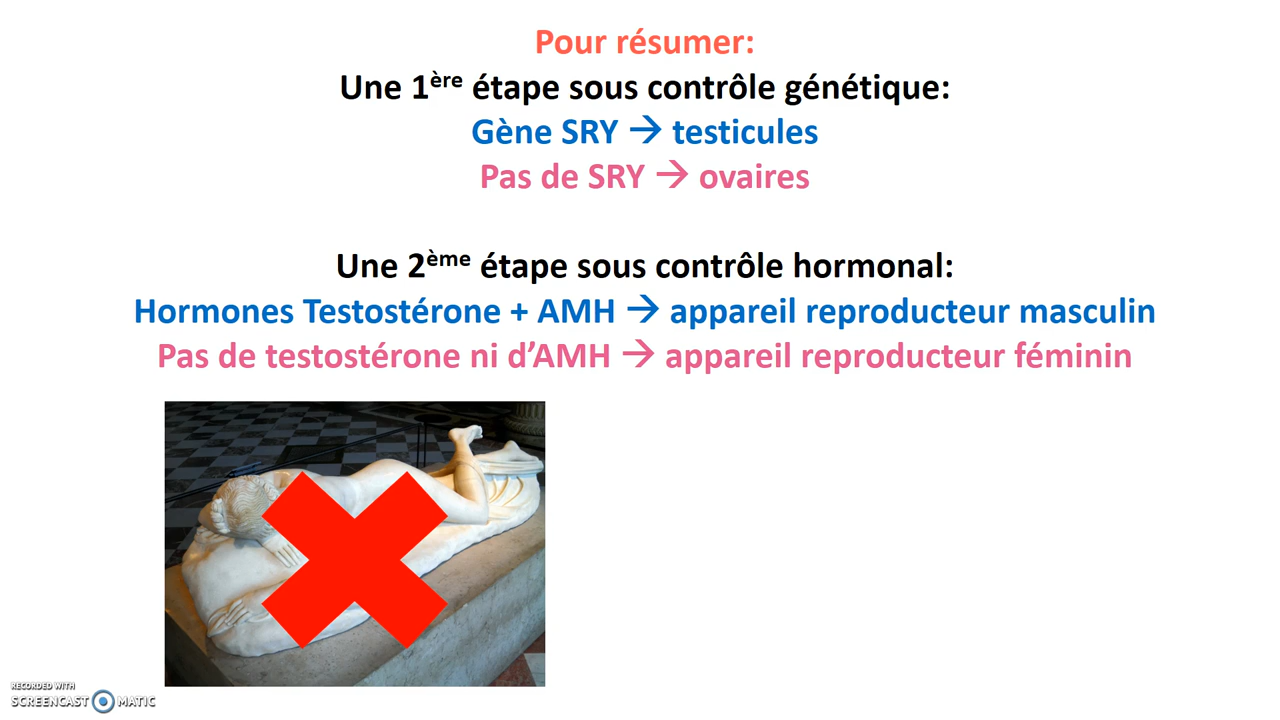 Pour résumer:
Une 1ère étape sous contrôle génétique:
Gène SRY → testicules
Pas de SRY → ovaires
Une 2ème étape sous contrôle hormonal:
Hormones Testostérone + AMH → appareil reproducteur masculin
Pas de testostérone ni d’AMH → appareil reproducteur féminin
RECORDED WITH
SCREENCAST MATIC